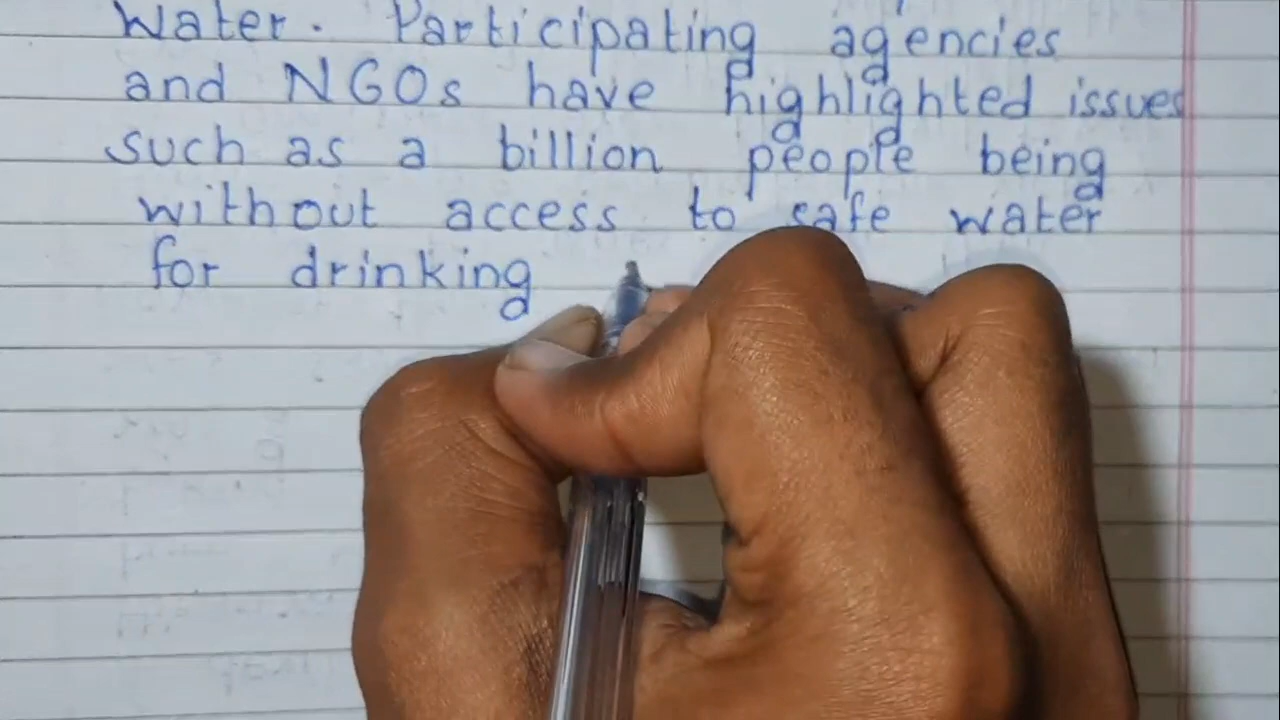 Water. Participating agencies
and NGOs have highlighted issues
such as a billion people being
without access to safe water
for drinking